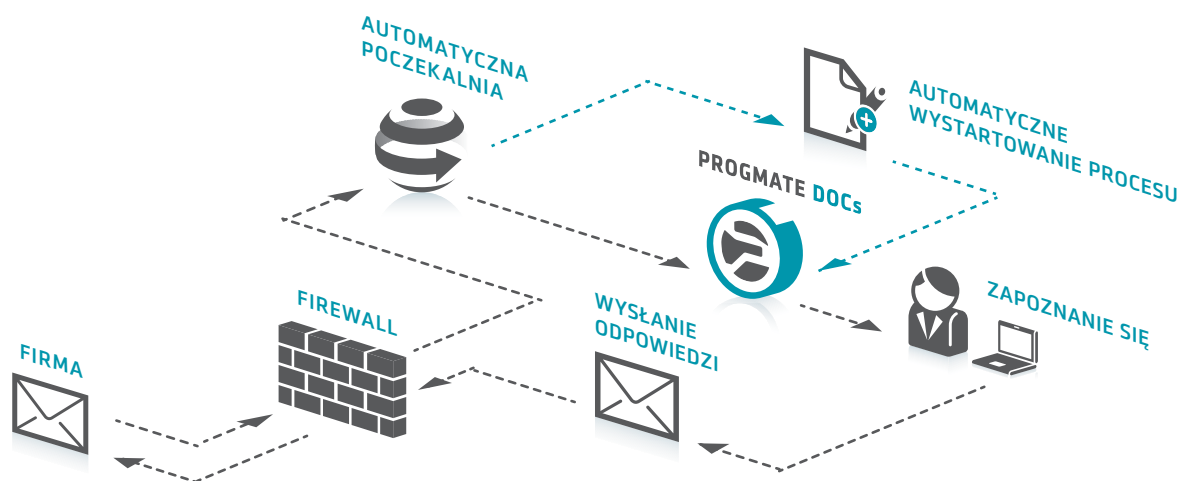 AUTOMATYCZNA
POCZEKALNIA
AUTOMATYCZNE
WYSTARTOWANIE PROCESU
PROGMATE DOCs
ZAPOZNANIE SIĘ
WYSŁANIE
ODPOWIEDZI
FIREWALL
FIRMA